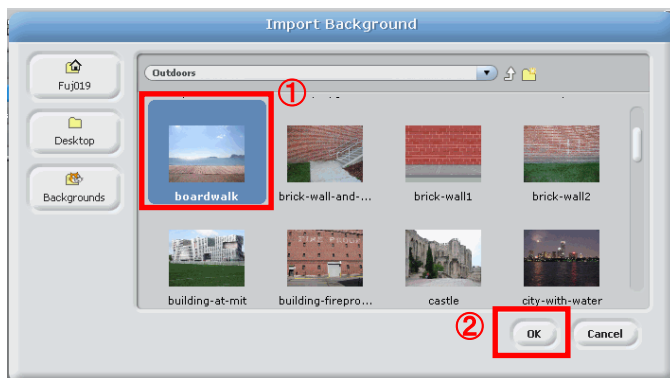 Import Background
Fuj019
Desktop
Backgrounds
Outdoors
①
boardwalk
brick-wall-and-...
brick-wall1
brick-wall2
building-at-mit
building-firepro...
castle
city-with-water
②
OK
Cancel